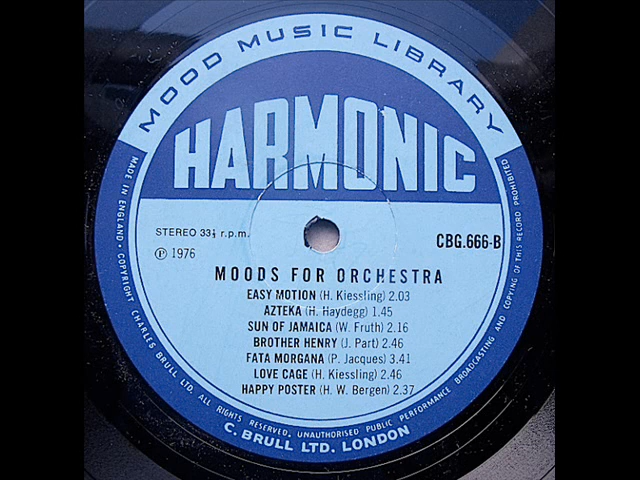 MOOD MUSIC LIBRARY
HARMONIC
STEREO 33⅓ r.p.m.
Ⓟ 1976
CBG.666-B
MOODS FOR ORCHESTRA
EASY MOTION (H. Kiessling) 2.03
AZTEKA (H. Haydegg) 1.45
SUN OF JAMAICA (W. Fruth) 2.16
BROTHER HENRY (J. Part) 2.46
FATA MORGANA (P. Jacques) 3.41
LOVE CAGE (H. Kiessling) 2.46
HAPPY POSTER (H. W. Bergen) 2.37
MADE IN ENGLAND • COPYRIGHT CHARLES BRULL LTD. ALL RIGHTS RESERVED, UNAUTHORISED PUBLIC PERFORMANCE BROADCASTING AND COPYING OF THIS RECORD PROHIBITED
C. BRULL LTD. LONDON